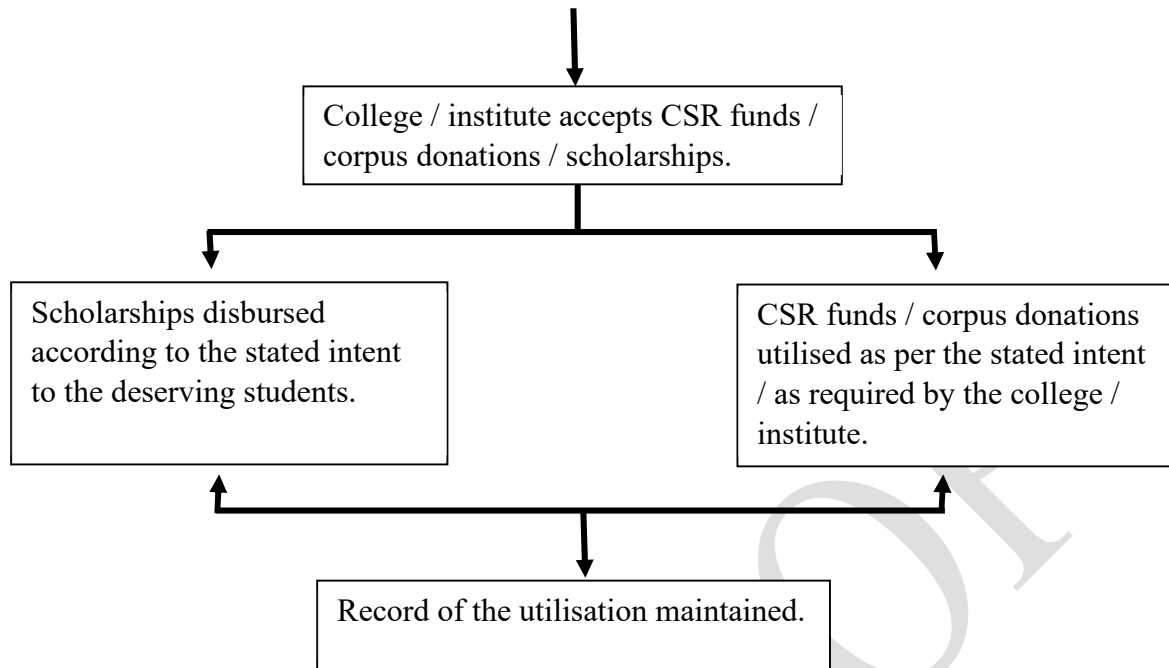 College / institute accepts CSR funds /
corpus donations / scholarships.
Scholarships disbursed
according to the stated intent
to the deserving students.
CSR funds / corpus donations
utilised as per the stated intent
/ as required by the college /
institute.
Record of the utilisation maintained.